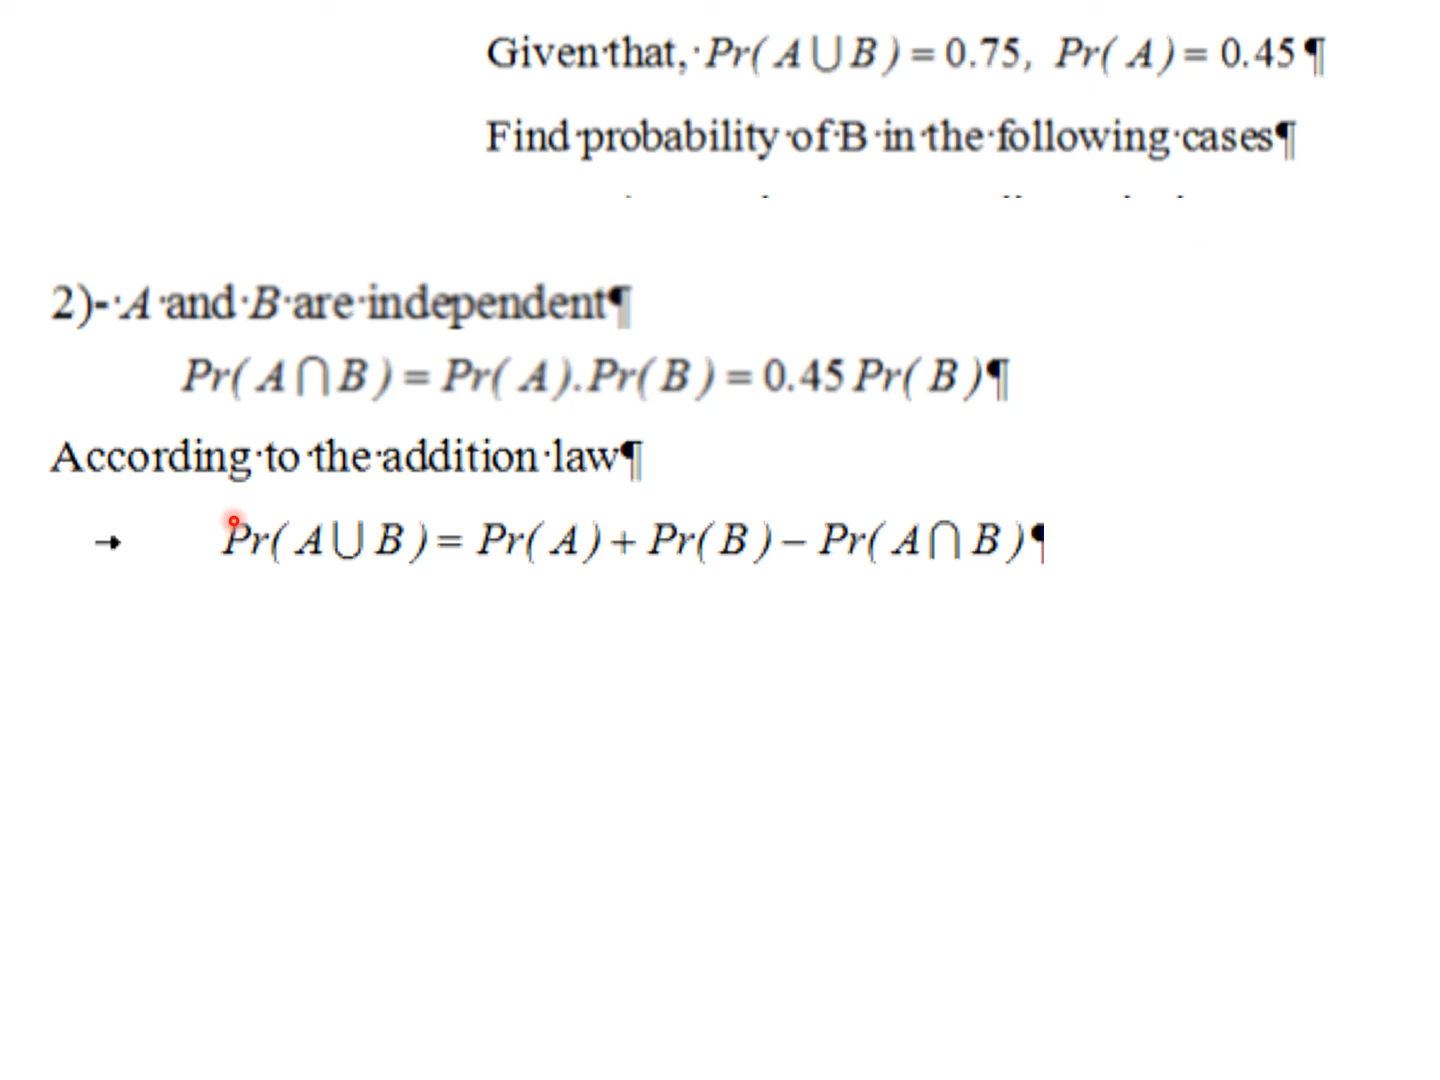 Given that, Pr( A ∪ B ) = 0.75, Pr( A ) = 0.45 ¶
Find probability of B in the following cases¶
2)- A and B are independent¶
Pr( A ∩ B ) = Pr( A ).Pr( B ) = 0.45 Pr( B )¶
According to the addition law¶
→ Pr( A ∪ B ) = Pr( A ) + Pr( B ) − Pr( A ∩ B )¶